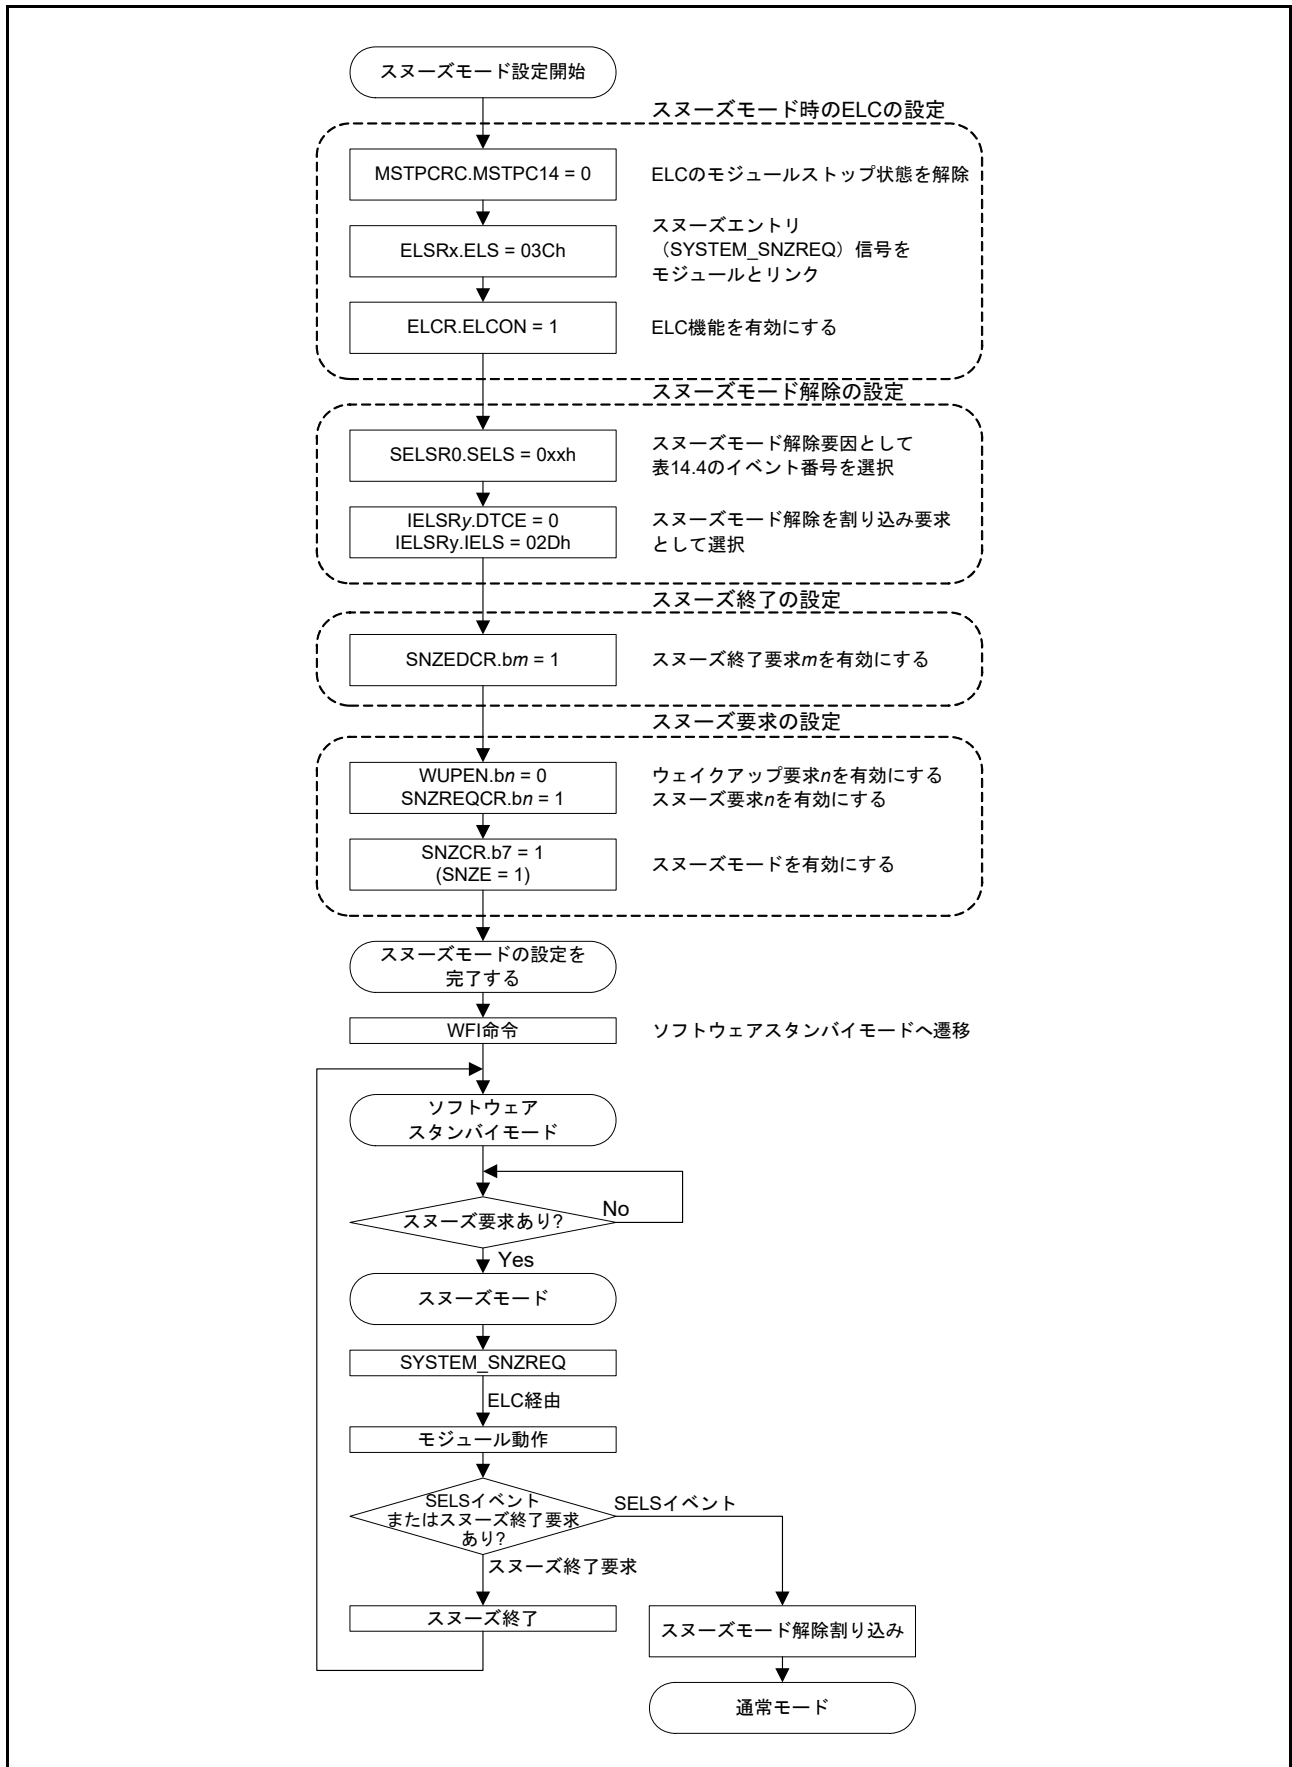 スヌーズモード設定開始
スヌーズモード時のELCの設定
MSTPCRC.MSTPC14 = 0
ELCのモジュールストップ状態を解除
ELSRx.ELS = 03Ch
スヌーズエントリ
（SYSTEM_SNZREQ）信号を
モジュールとリンク
ELCR.ELCON = 1
ELC機能を有効にする
スヌーズモード解除の設定
SELSR0.SELS = 0xxh
スヌーズモード解除要因として
表14.4のイベント番号を選択
IELSRy.DTCE = 0
IELSRy.IELS = 02Dh
スヌーズモード解除を割り込み要求
として選択
スヌーズ終了の設定
SNZEDCR.bm = 1
スヌーズ終了要求mを有効にする
スヌーズ要求の設定
WUPEN.bn = 0
SNZREQCR.bn = 1
ウェイクアップ要求nを有効にする
スヌーズ要求nを有効にする
SNZCR.b7 = 1
(SNZE = 1)
スヌーズモードを有効にする
スヌーズモードの設定を
完了する
WFI命令
ソフトウェアスタンバイモードへ遷移
ソフトウェア
スタンバイモード
スヌーズ要求あり?
No
Yes
スヌーズモード
SYSTEM_SNZREQ
ELC経由
モジュール動作
SELSイベント
またはスヌーズ終了要求
あり?
SELSイベント
スヌーズ終了要求
スヌーズ終了
スヌーズモード解除割り込み
通常モード